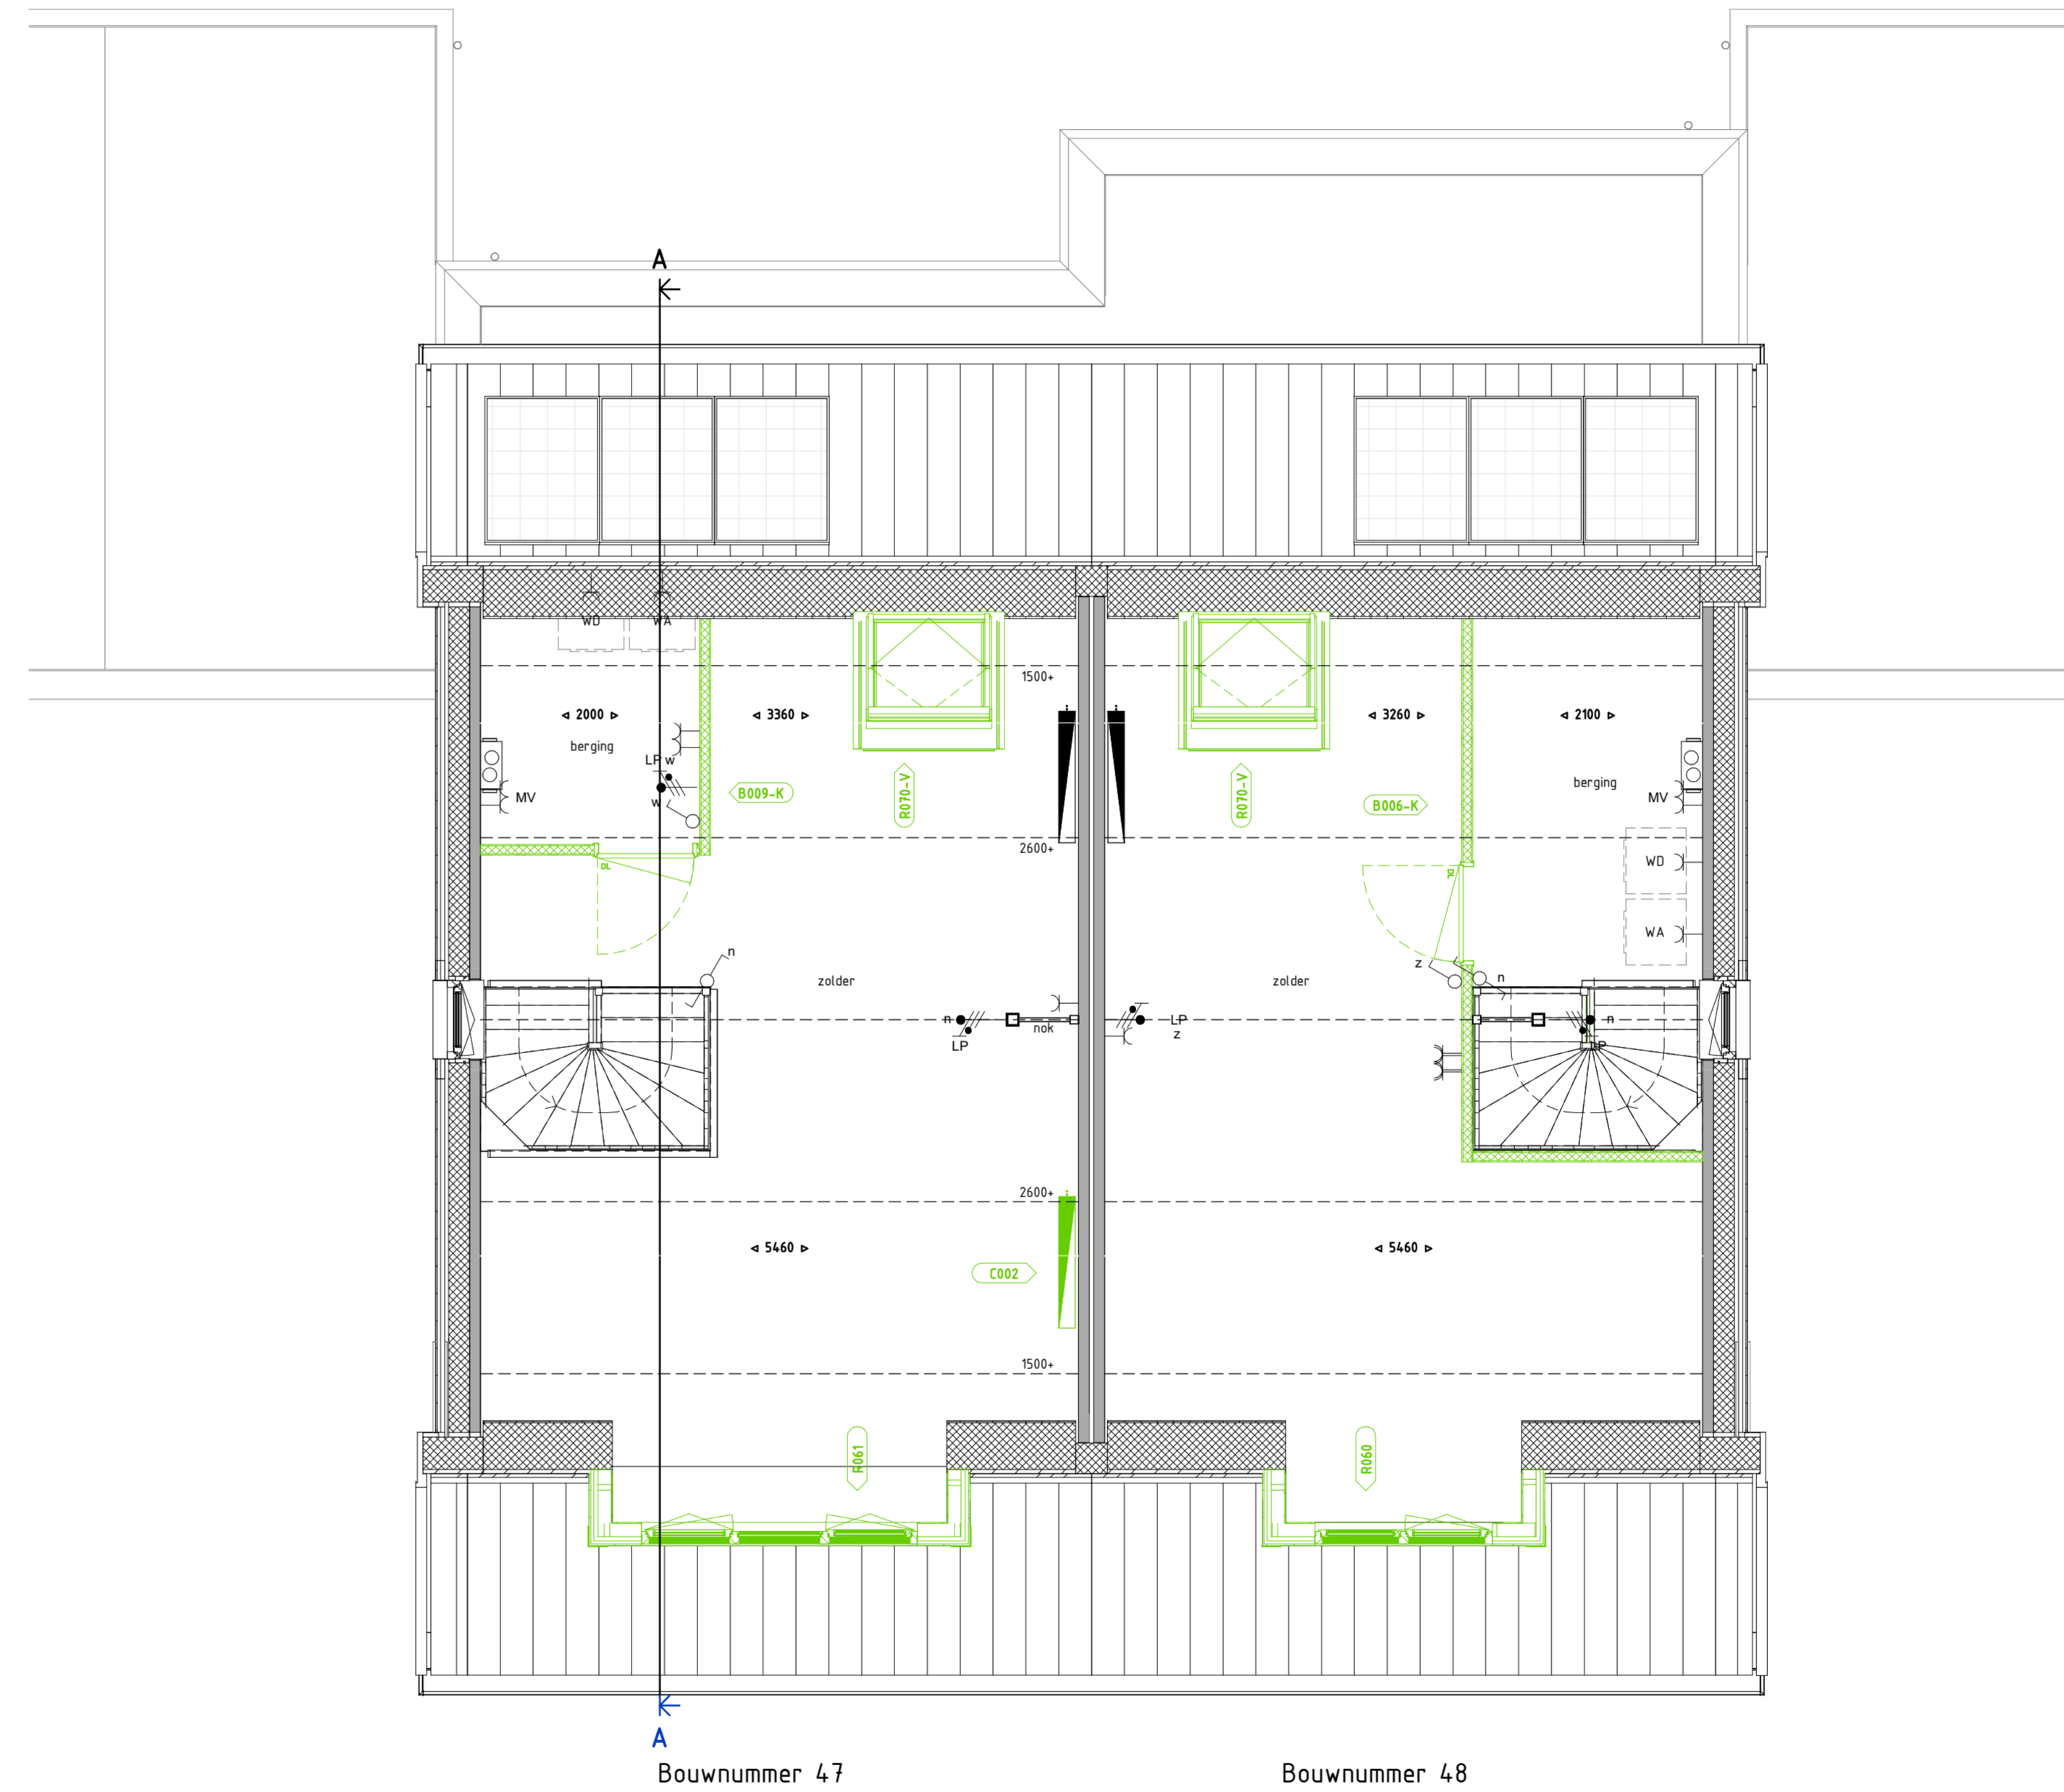 A
WD
WA
1500+
◁ 2000 ▷
◁ 3360 ▷
◁ 3260 ▷
◁ 2100 ▷
berging
LP w
w
MV
B009-K
R070-V
R070-V
B006-K
berging
MV
2600+
DL
DL
WD
WA
n
zolder
zolder
z
n
n
nok
LP
LP
z
n
2600+
◁ 5460 ▷
◁ 5460 ▷
C002
1500+
R061
R060
A
Bouwnummer 47
Bouwnummer 48